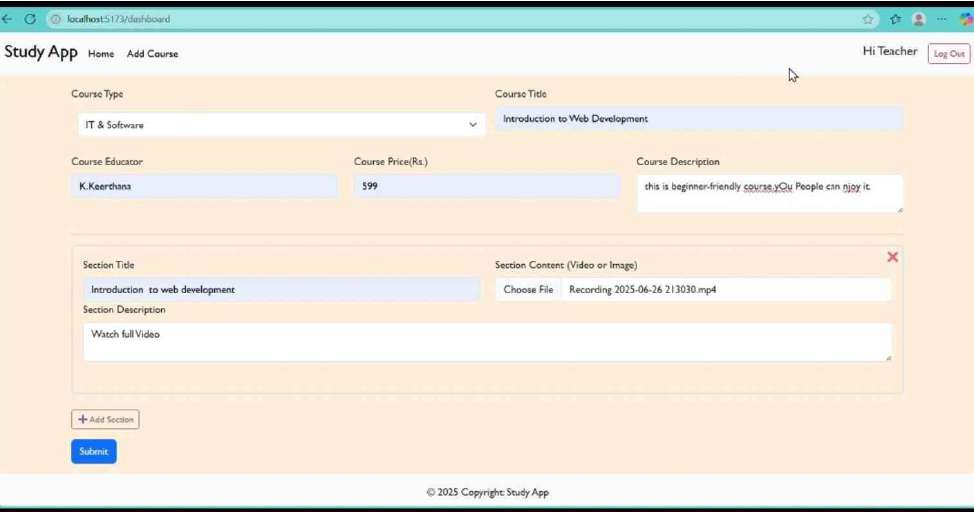 localhost:5173/dashboard
Study App Home Add Course Hi Teacher Log Out
Course Type Course Title
IT & Software Introduction to Web Development
Course Educator Course Price(Rs.) Course Description
K.Keerthana 599 this is beginner-friendly course.yOu People can njoy it.
Section Title Section Content (Video or Image)
Introduction to web development Choose File Recording 2025-06-26 213030.mp4
Section Description
Watch full Video
Add Section
Submit
© 2025 Copyright: Study App